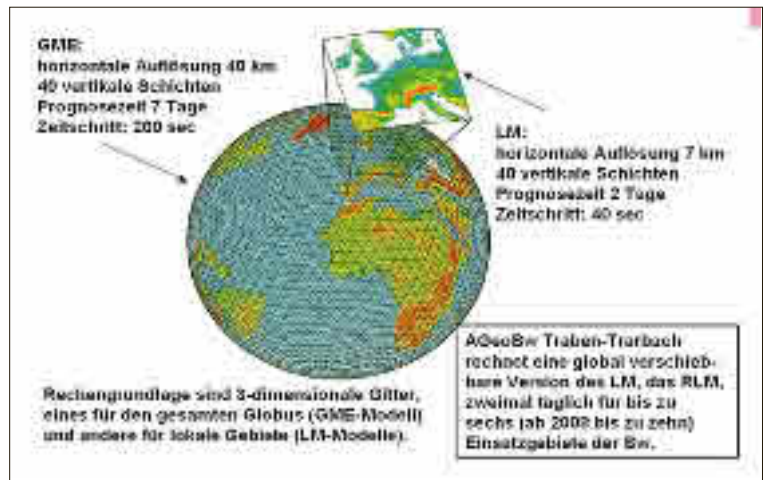 GME:
horizontale Auflösung 40 km
40 vertikale Schichten
Prognosezeit 7 Tage
Zeitschritt: 200 sec
LM:
horizontale Auflösung 7 km
40 vertikale Schichten
Prognosezeit 2 Tage
Zeitschritt: 40 sec
AGeoBw Traben-Trarbach
rechnet eine global verschieb-
bare Version des LM, das RLM,
zweimal täglich für bis zu
sechs (ab 2008 bis zu zehn)
Einsatzgebiete der Bw.
Rechengrundlage sind 3-dimensionale Gitter,
eines für den gesamten Globus (GME-Modell)
und andere für lokale Gebiete (LM-Modelle).